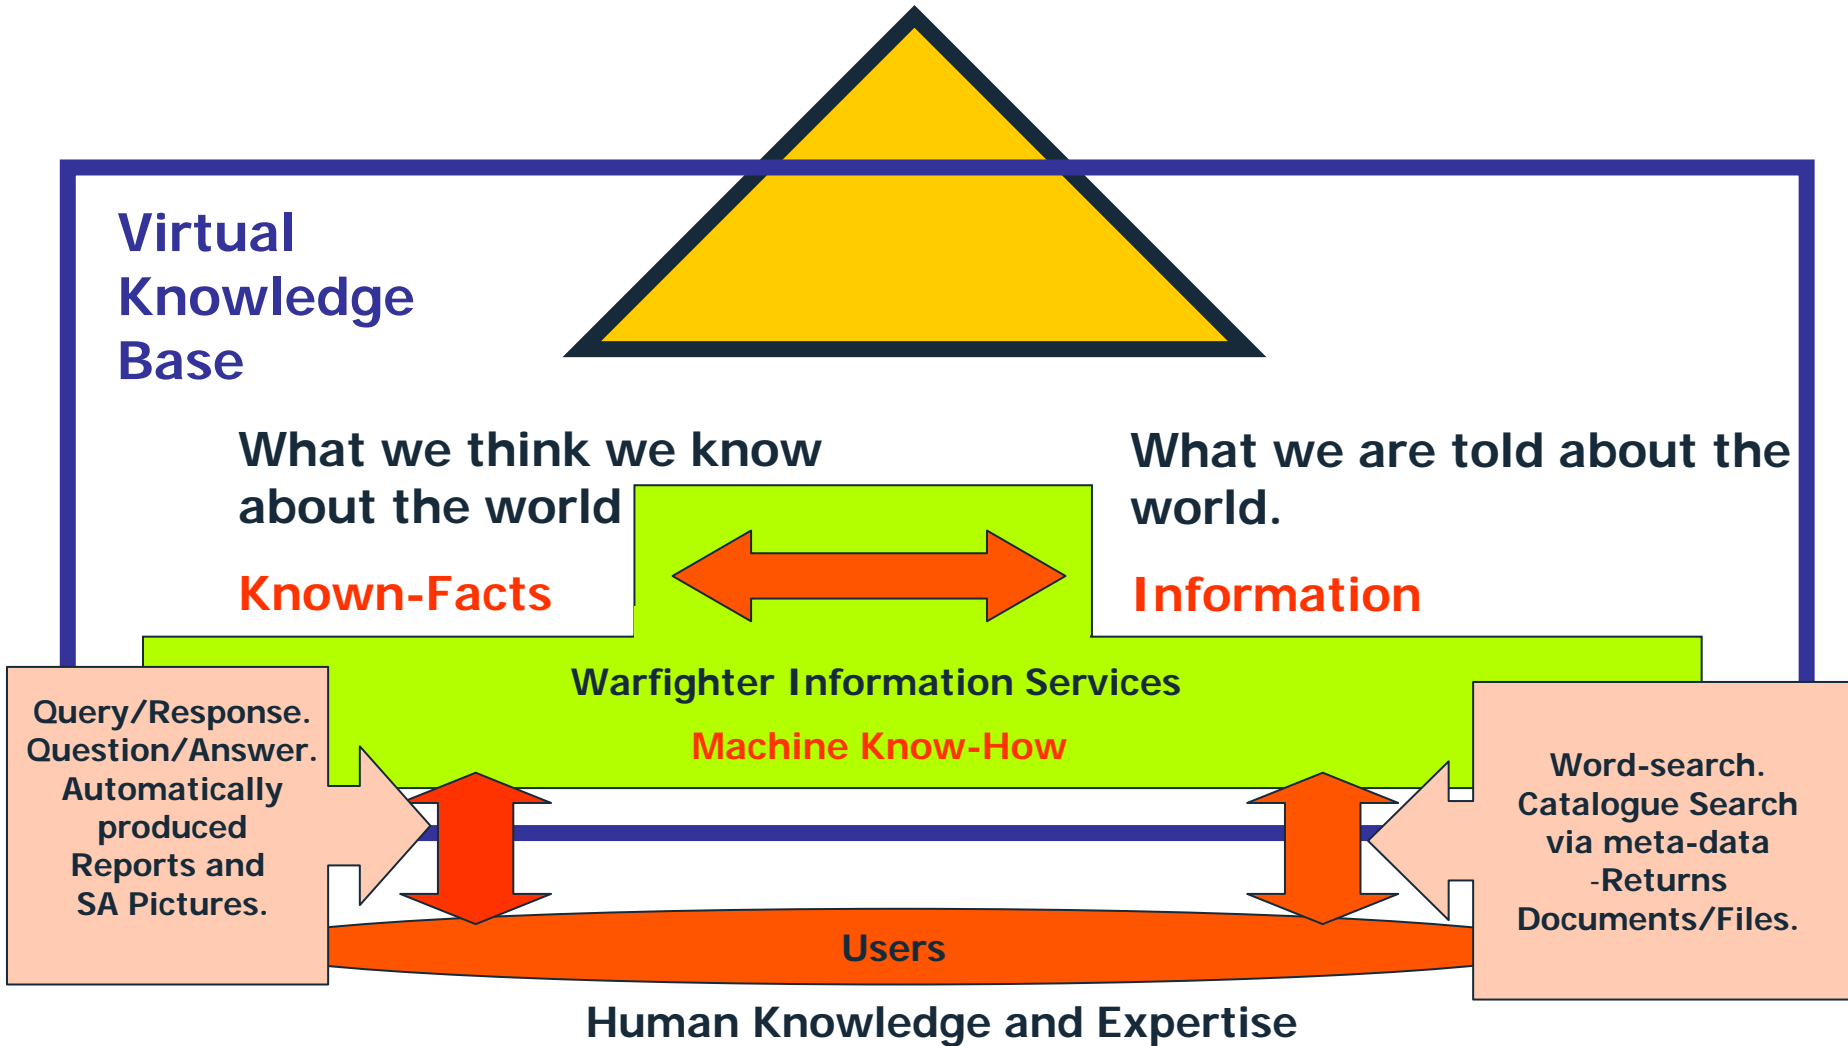 Virtual
Knowledge
Base
What we think we know
about the world
Known-Facts
What we are told about the
world.
Information
Warfighter Information Services
Machine Know-How
Query/Response.
Question/Answer.
Automatically
produced
Reports and
SA Pictures.
Word-search.
Catalogue Search
via meta-data
-Returns
Documents/Files.
Users
Human Knowledge and Expertise